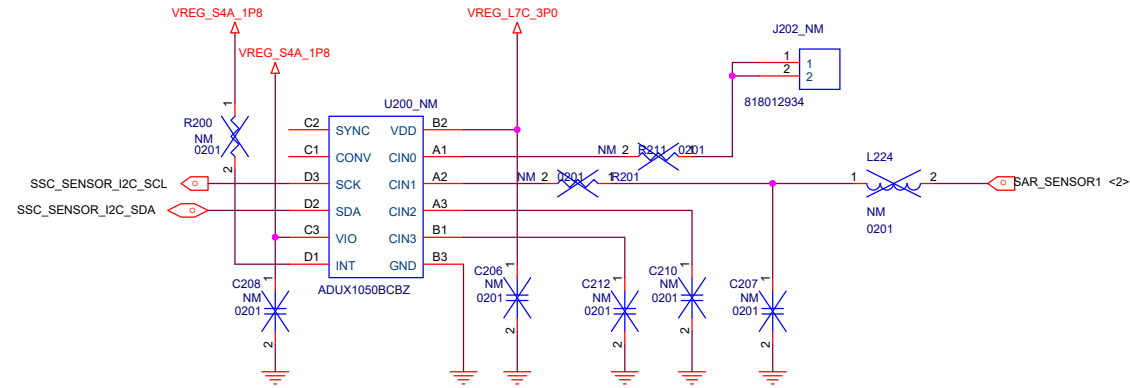 VREG_S4A_1P8
VREG_L7C_3P0
J202_NM
VREG_S4A_1P8
1 1
2 2
818012934
1
R200
NM
0201
2
U200_NM
C2 SYNC VDD B2
C1 CONV CIN0 A1
NM 2 R211 0201 1
D3 SCK CIN1 A2
NM 2 0201 1 R201
D2 SDA CIN2 A3
C3 VIO CIN3 B1
D1 INT GND B3
ADUX1050BCBZ
SSC_SENSOR_I2C_SCL
SSC_SENSOR_I2C_SDA
L224
1 2
NM
0201
SAR_SENSOR1 <2>
C208 1
NM
0201
2
C206 1
NM
0201
2
C212 1
NM
0201
2
C210 1
NM
0201
2
C207 1
NM
0201
2